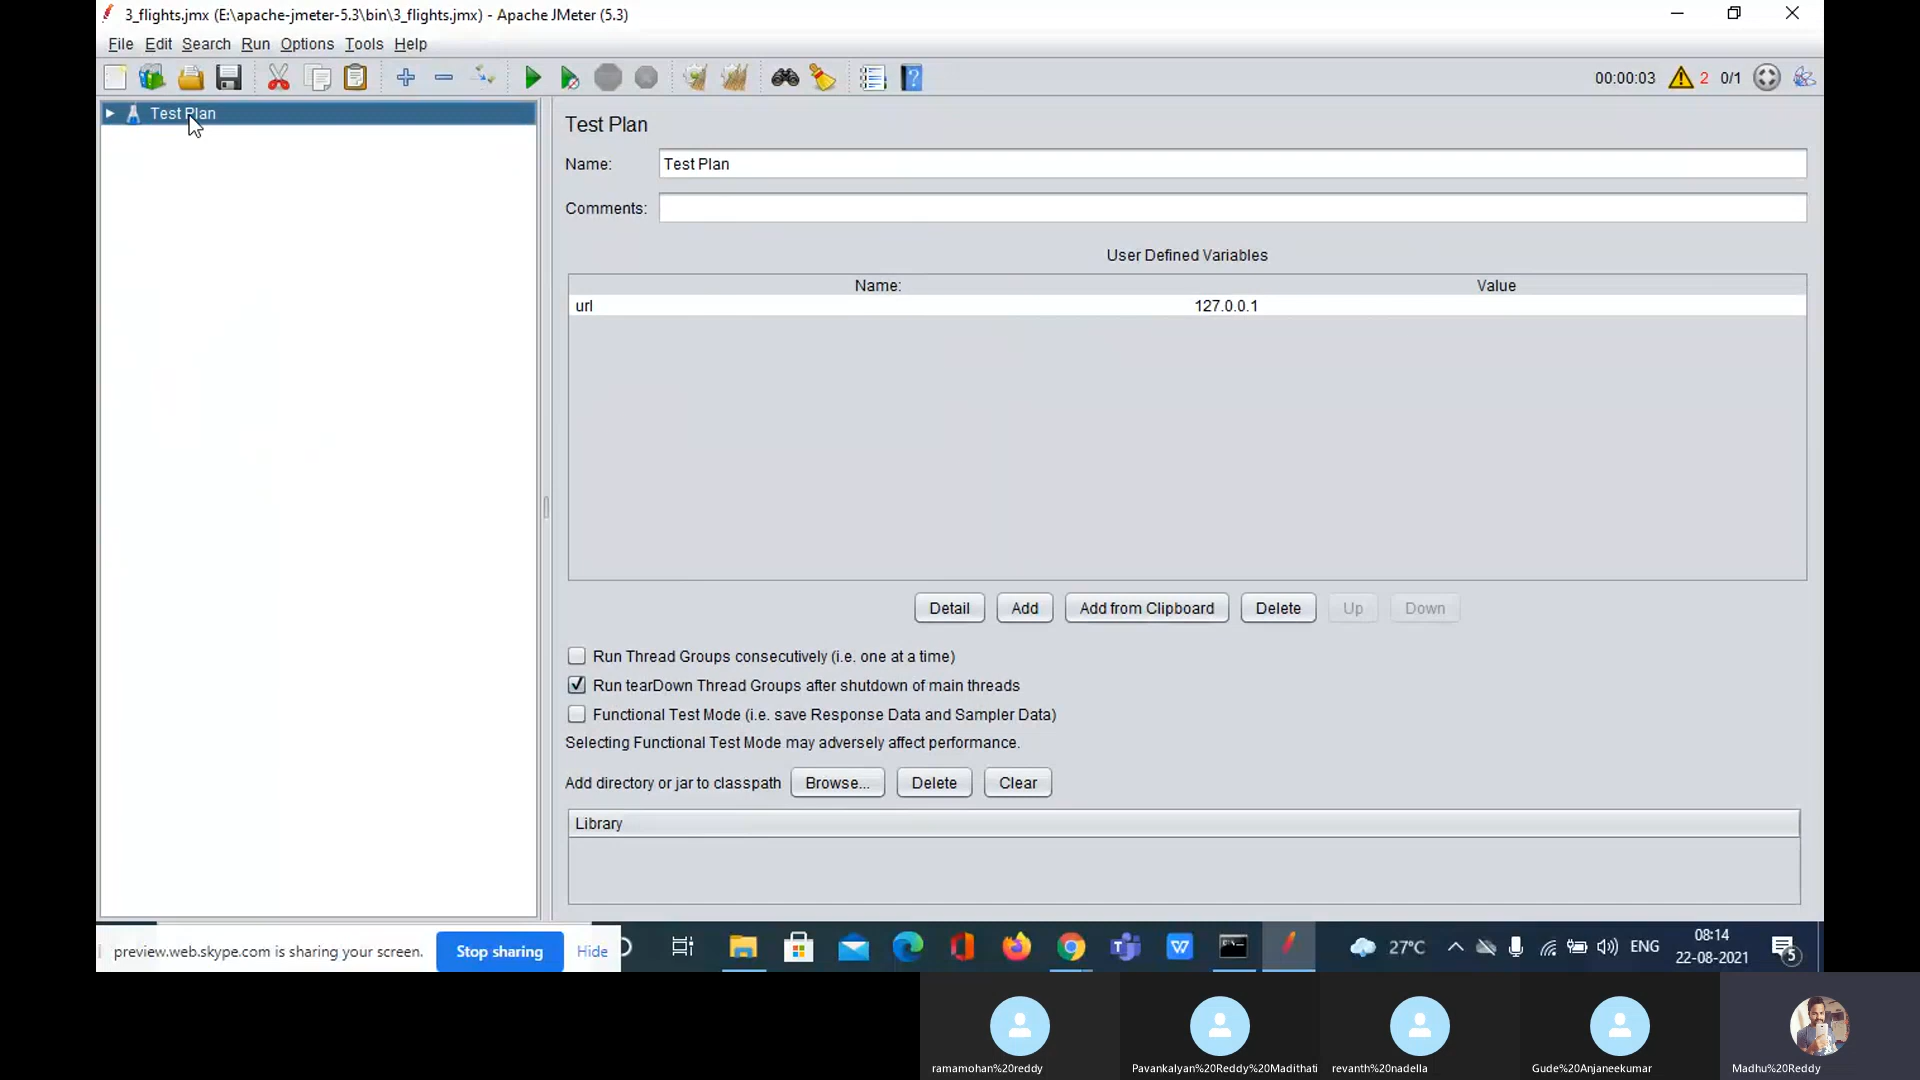 3_flights.jmx (E:\apache-jmeter-5.3\bin\3_flights.jmx) - Apache JMeter (5.3)
File Edit Search Run Options Tools Help
00:00:03 2 0/1
Test Plan
Test Plan
Name: Test Plan
Comments:
User Defined Variables
Name: Value
url 127.0.0.1
Detail Add Add from Clipboard Delete Up Down
Run Thread Groups consecutively (i.e. one at a time)
Run tearDown Thread Groups after shutdown of main threads
Functional Test Mode (i.e. save Response Data and Sampler Data)
Selecting Functional Test Mode may adversely affect performance.
Add directory or jar to classpath Browse... Delete Clear
Library
preview.web.skype.com is sharing your screen. Stop sharing Hide
27°C ENG 08:14
22-08-2021 5
ramamohan%20reddy Pavankalyan%20Reddy%20Madithati revanth%20nadella Gude%20Anjaneekumar Madhu%20Reddy